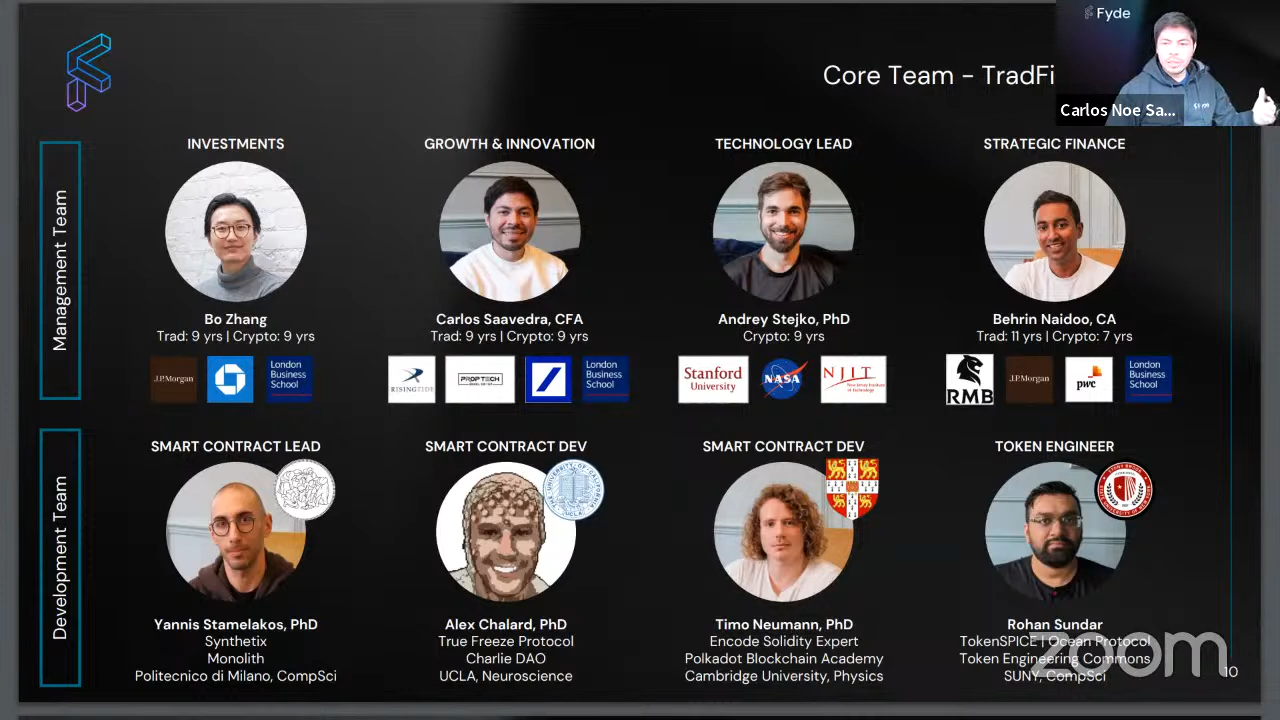 Fyde
Core Team – TradFi
Carlos Noe Sa...
Management Team
INVESTMENTS
GROWTH & INNOVATION
TECHNOLOGY LEAD
STRATEGIC FINANCE
Bo Zhang
Trad: 9 yrs | Crypto: 9 yrs
Carlos Saavedra, CFA
Trad: 9 yrs | Crypto: 9 yrs
Andrey Stejko, PhD
Crypto: 9 yrs
Behrin Naidoo, CA
Trad: 11 yrs | Crypto: 7 yrs
J.P.Morgan
London
Business
School
RISINGTIDE
PROPTECH
London
Business
School
Stanford
University
NASA
NJIT
New Jersey Institute
of Technology
RMB
J.P.Morgan
pwc
London
Business
School
Development Team
SMART CONTRACT LEAD
SMART CONTRACT DEV
SMART CONTRACT DEV
TOKEN ENGINEER
Yannis Stamelakos, PhD
Synthetix
Monolith
Politecnico di Milano, CompSci
Alex Chalard, PhD
True Freeze Protocol
Charlie DAO
UCLA, Neuroscience
Timo Neumann, PhD
Encode Solidity Expert
Polkadot Blockchain Academy
Cambridge University, Physics
Rohan Sundar
TokenSPICE | Ocean Protocol
Token Engineering Commons
SUNY, CompSci
zoom
10